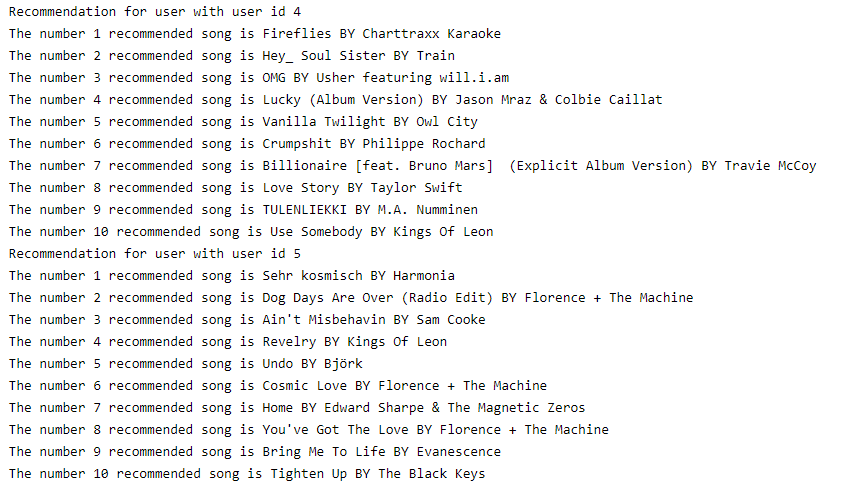 Recommendation for user with user id 4
The number 1 recommended song is Fireflies BY Charttraxx Karaoke
The number 2 recommended song is Hey_ Soul Sister BY Train
The number 3 recommended song is OMG BY Usher featuring will.i.am
The number 4 recommended song is Lucky (Album Version) BY Jason Mraz & Colbie Caillat
The number 5 recommended song is Vanilla Twilight BY Owl City
The number 6 recommended song is Crumpshit BY Philippe Rochard
The number 7 recommended song is Billionaire [feat. Bruno Mars]  (Explicit Album Version) BY Travie McCoy
The number 8 recommended song is Love Story BY Taylor Swift
The number 9 recommended song is TULENLIEKKI BY M.A. Numminen
The number 10 recommended song is Use Somebody BY Kings Of Leon
Recommendation for user with user id 5
The number 1 recommended song is Sehr kosmisch BY Harmonia
The number 2 recommended song is Dog Days Are Over (Radio Edit) BY Florence + The Machine
The number 3 recommended song is Ain't Misbehavin BY Sam Cooke
The number 4 recommended song is Revelry BY Kings Of Leon
The number 5 recommended song is Undo BY Björk
The number 6 recommended song is Cosmic Love BY Florence + The Machine
The number 7 recommended song is Home BY Edward Sharpe & The Magnetic Zeros
The number 8 recommended song is You've Got The Love BY Florence + The Machine
The number 9 recommended song is Bring Me To Life BY Evanescence
The number 10 recommended song is Tighten Up BY The Black Keys